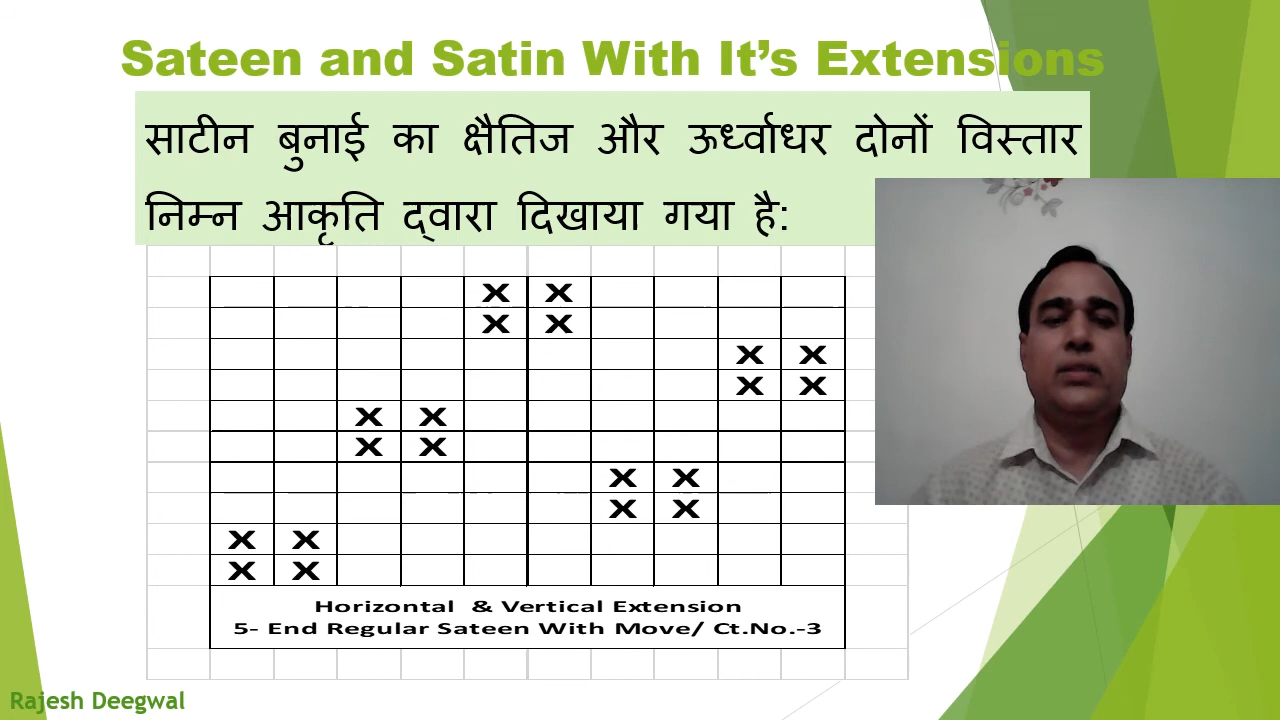 Sateen and Satin With It’s Extensions
साटीन बुनाई का क्षैतिज और ऊर्ध्वाधर दोनों विस्तार
निम्न आकृति द्वारा दिखाया गया है:
X X
X X
X X
X X
X X
X X
X X
X X
X X
X X
Horizontal & Vertical Extension
5- End Regular Sateen With Move/ Ct.No.-3
Rajesh Deegwal